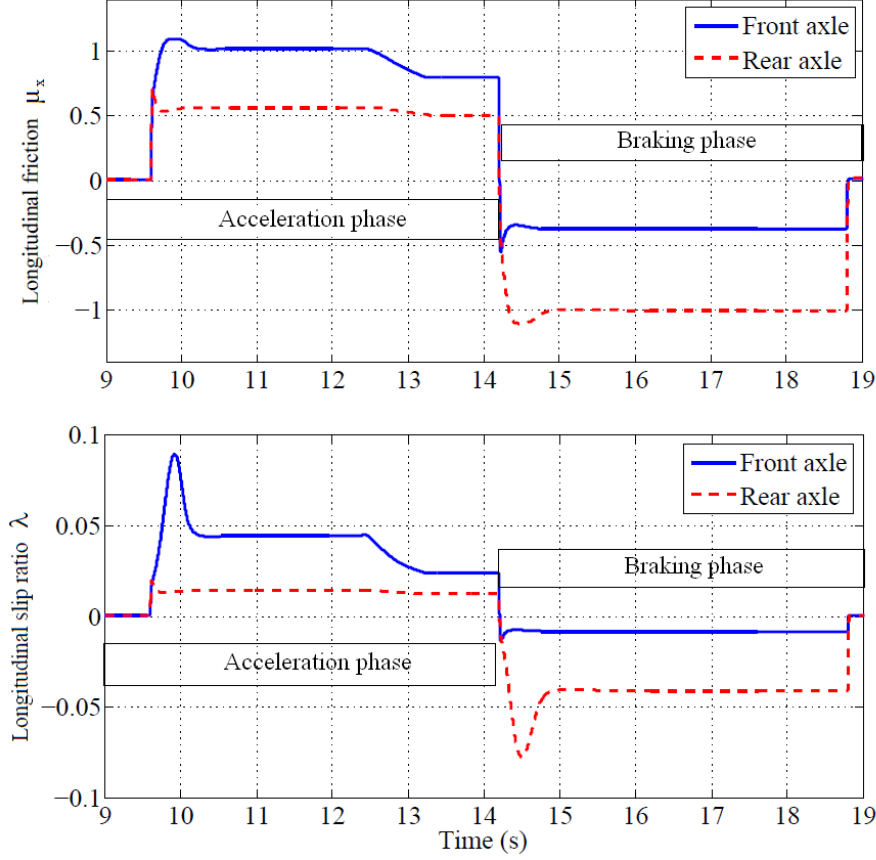 Longitudinal friction μx
1
0.5
0
−0.5
−1
Front axle
Rear axle
Braking phase
Acceleration phase
9 10 11 12 13 14 15 16 17 18 19
Longitudinal slip ratio λ
0.1
0.05
0
−0.05
−0.1
Front axle
Rear axle
Braking phase
Acceleration phase
9 10 11 12 13 14 15 16 17 18 19
Time (s)